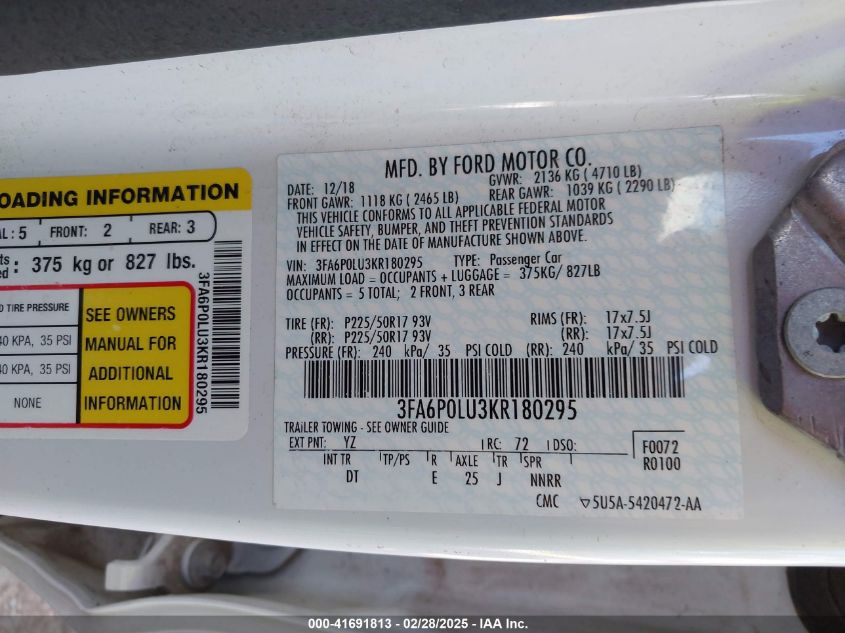 OADING INFORMATION
AL: 5 FRONT: 2 REAR: 3
: 375 kg or 827 lbs.
TIRE PRESSURE
40 KPA, 35 PSI
40 KPA, 35 PSI
NONE
SEE OWNERS
MANUAL FOR
ADDITIONAL
INFORMATION
3FA6P0LU3KR180295
MFD. BY FORD MOTOR CO.
DATE: 12/18 GVWR: 2136 KG ( 4710 LB)
FRONT GAWR: 1118 KG ( 2465 LB) REAR GAWR: 1039 KG ( 2290 LB)
THIS VEHICLE CONFORMS TO ALL APPLICABLE FEDERAL MOTOR
VEHICLE SAFETY, BUMPER, AND THEFT PREVENTION STANDARDS
IN EFFECT ON THE DATE OF MANUFACTURE SHOWN ABOVE.
VIN: 3FA6P0LU3KR180295 TYPE: Passenger Car
MAXIMUM LOAD = OCCUPANTS + LUGGAGE = 375KG/ 827LB
OCCUPANTS = 5 TOTAL; 2 FRONT, 3 REAR
TIRE (FR): P225/50R17 93V RIMS (FR): 17x7.5J
(RR): P225/50R17 93V (RR): 17x7.5J
PRESSURE (FR): 240 kPa/ 35 PSI COLD (RR): 240 kPa/ 35 PSI COLD
3FA6P0LU3KR180295
TRAILER TOWING - SEE OWNER GUIDE
EXT PNT: YZ RC: 72 DSO: F0072
R0100
INT TR TP/PS R AXLE TR SPR
DT E 25 J NNRR
CMC ▽5U5A-5420472-AA
000-41691813 / 02/28/2025 - IAA Inc.